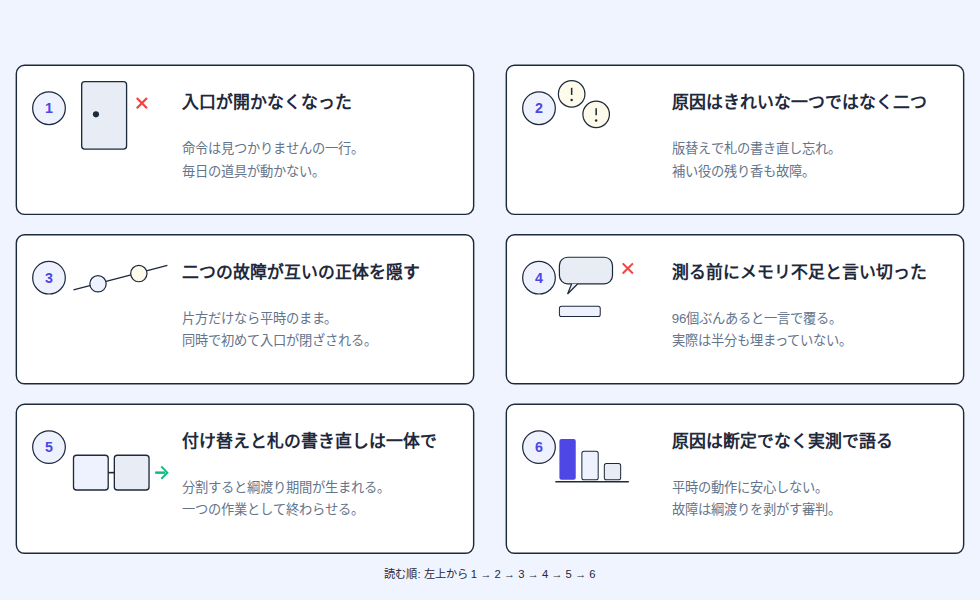 1
入口が開かなくなった
命令は見つかりませんの一行。
毎日の道具が動かない。
2
原因はきれいな一つではなく二つ
版替えで札の書き直し忘れ。
補い役の残り香も故障。
3
二つの故障が互いの正体を隠す
片方だけなら平時のまま。
同時で初めて入口が閉ざされる。
4
測る前にメモリ不足と言い切った
96個ぶんあると一言で覆る。
実際は半分も埋まっていない。
5
付け替えと札の書き直しは一体で
分割すると綱渡り期間が生まれる。
一つの作業として終わらせる。
6
原因は断定でなく実測で語る
平時の動作に安心しない。
故障は綱渡りを剥がす審判。
読む順: 左上から 1 → 2 → 3 → 4 → 5 → 6